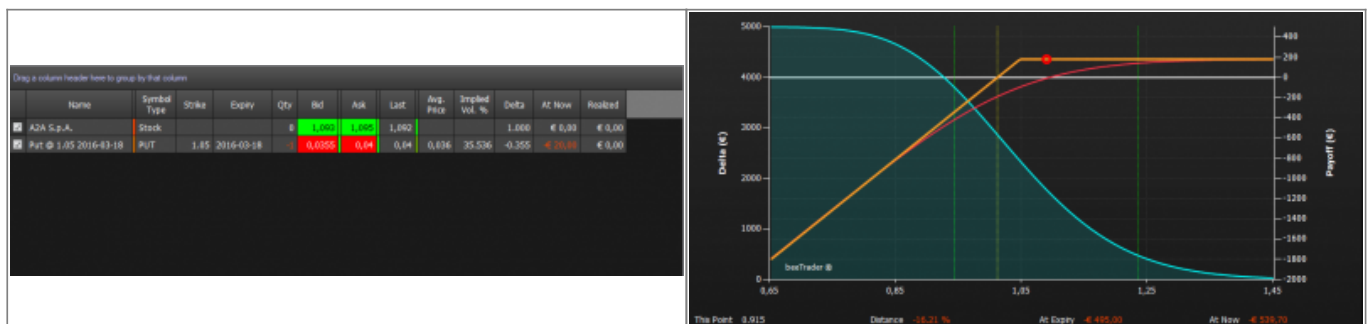 Drag a column header here to group by that column
Name Symbol Type Strike Expiry Qty Bid Ask Last Avg. Price Implied Vol. % Delta At Now Realized
A2A S.p.A. Stock 0 1,093 1,095 1,092 1.000 € 0,00 € 0,00
Put @ 1.05 2016-03-18 PUT 1.05 2016-03-18 -1 0,0355 0,04 0,04 0,036 35.536 -0.355 -€ 20,00 € 0,00
5000
4000
3000
2000
1000
0
Delta (€)
400
200
0
-200
-400
-600
-800
-1000
-1200
-1400
-1600
-1800
-2000
Payoff (€)
beeTrader ®
0,65 0,85 1,05 1,25 1,45
This Point 0.915 Distance -16,21 % At Expiry -€ 495,00 At Now -€ 539,70